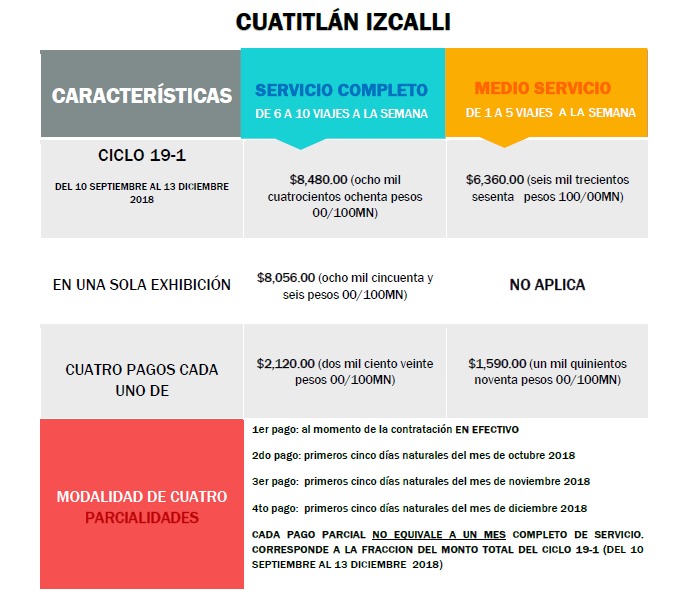 CUATITLÁN IZCALLI
CARACTERÍSTICAS
SERVICIO COMPLETO
DE 6 A 10 VIAJES A LA SEMANA
MEDIO SERVICIO
DE 1 A 5 VIAJES A LA SEMANA
CICLO 19-1
DEL 10 SEPTIEMBRE AL 13 DICIEMBRE
2018
$8,480.00 (ocho mil
cuatrocientos ochenta pesos
00/100MN)
$6,360.00 (seis mil trecientos
sesenta pesos 100/00MN)
EN UNA SOLA EXHIBICIÓN
$8,056.00 (ocho mil cincuenta y
seis pesos 00/100MN)
NO APLICA
CUATRO PAGOS CADA
UNO DE
$2,120.00 (dos mil ciento veinte
pesos 00/100MN)
$1,590.00 (un mil quinientos
noventa pesos 00/100MN)
MODALIDAD DE CUATRO
PARCIALIDADES
1er pago: al momento de la contratación EN EFECTIVO
2do pago: primeros cinco días naturales del mes de octubre 2018
3er pago: primeros cinco días naturales del mes de noviembre 2018
4to pago: primeros cinco días naturales del mes de diciembre 2018
CADA PAGO PARCIAL NO EQUIVALE A UN MES COMPLETO DE SERVICIO.
CORRESPONDE A LA FRACCION DEL MONTO TOTAL DEL CICLO 19-1 (DEL 10
SEPTIEMBRE AL 13 DICIEMBRE 2018)